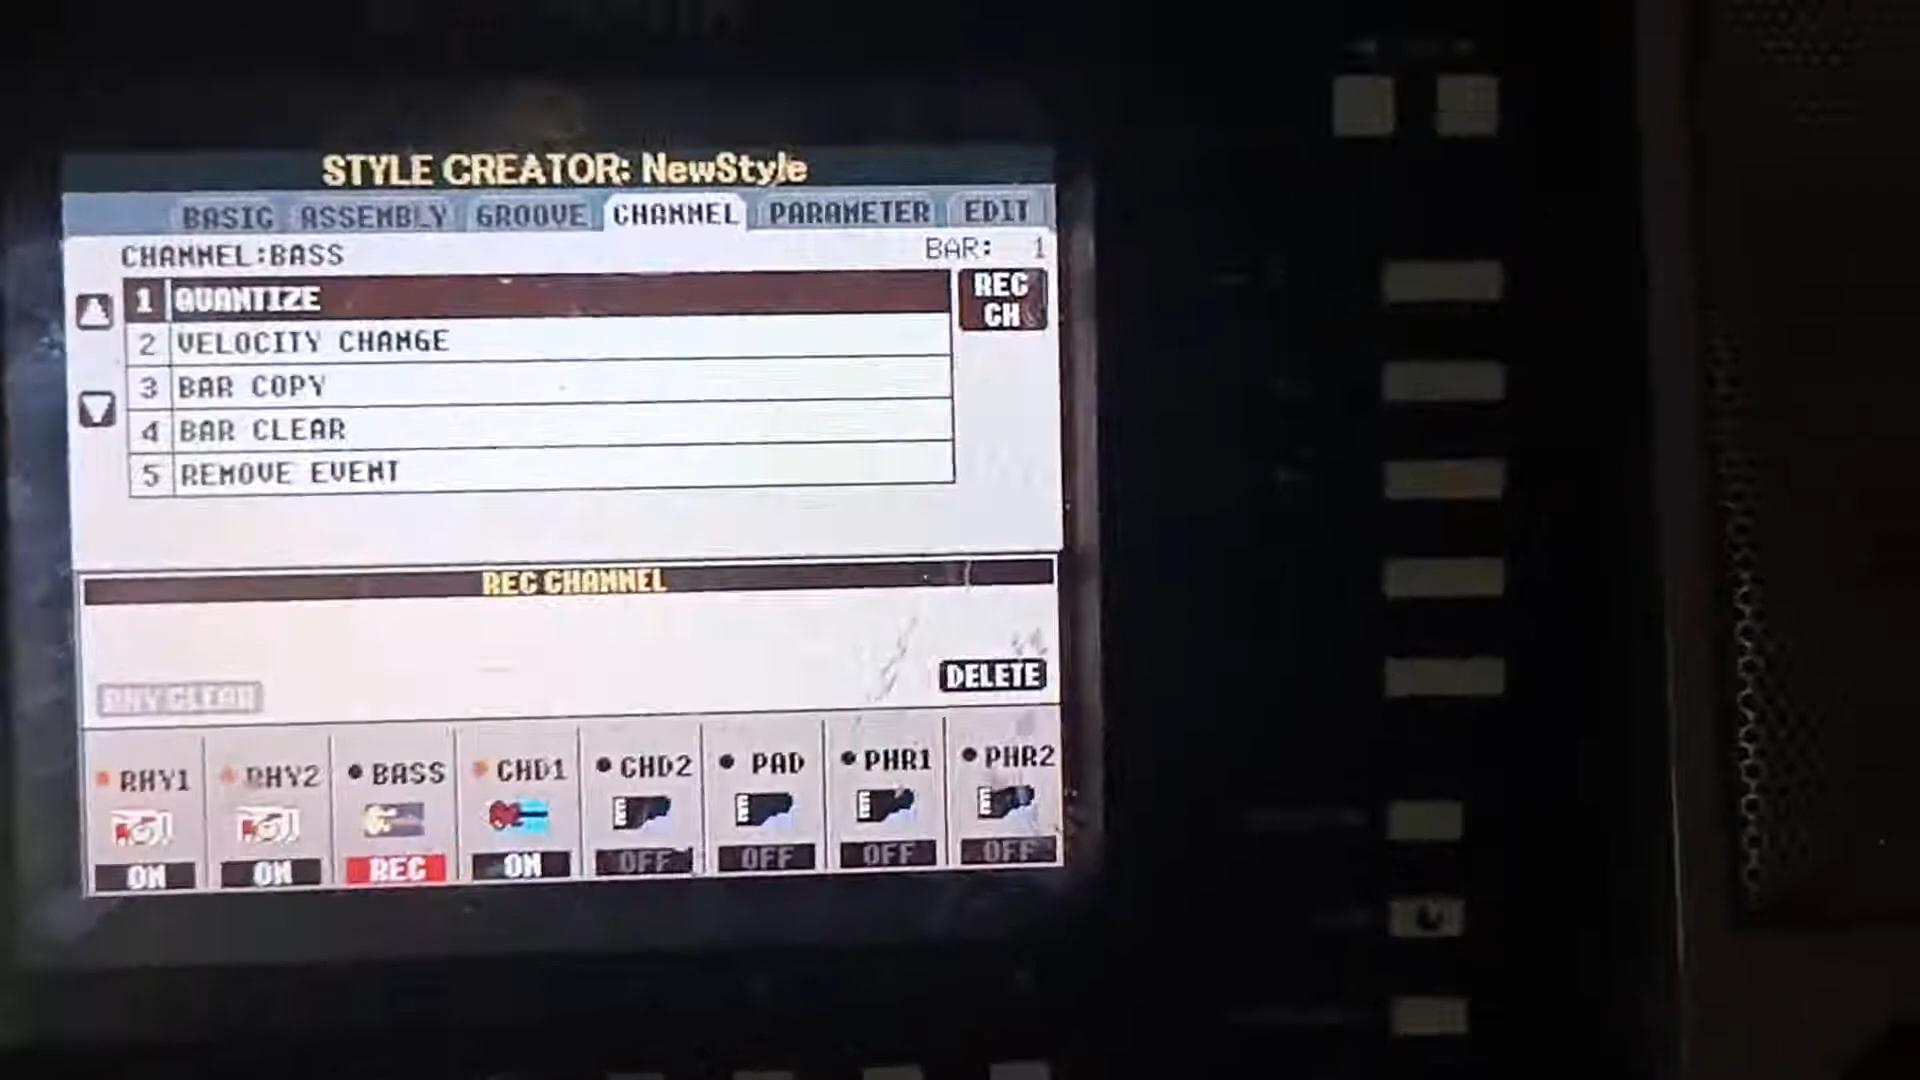 STYLE CREATOR: NewStyle
BASIC ASSEMBLY GROOVE CHANNEL PARAMETER EDIT
CHANNEL:BASS BAR: 1
1 QUANTIZE
REC CH
2 VELOCITY CHANGE
3 BAR COPY
4 BAR CLEAR
5 REMOVE EVENT
REC CHANNEL
DELETE
RHY CLEAR
RHY1 RHY2 BASS CHD1 CHD2 PAD PHR1 PHR2
ON ON REC ON OFF OFF OFF OFF